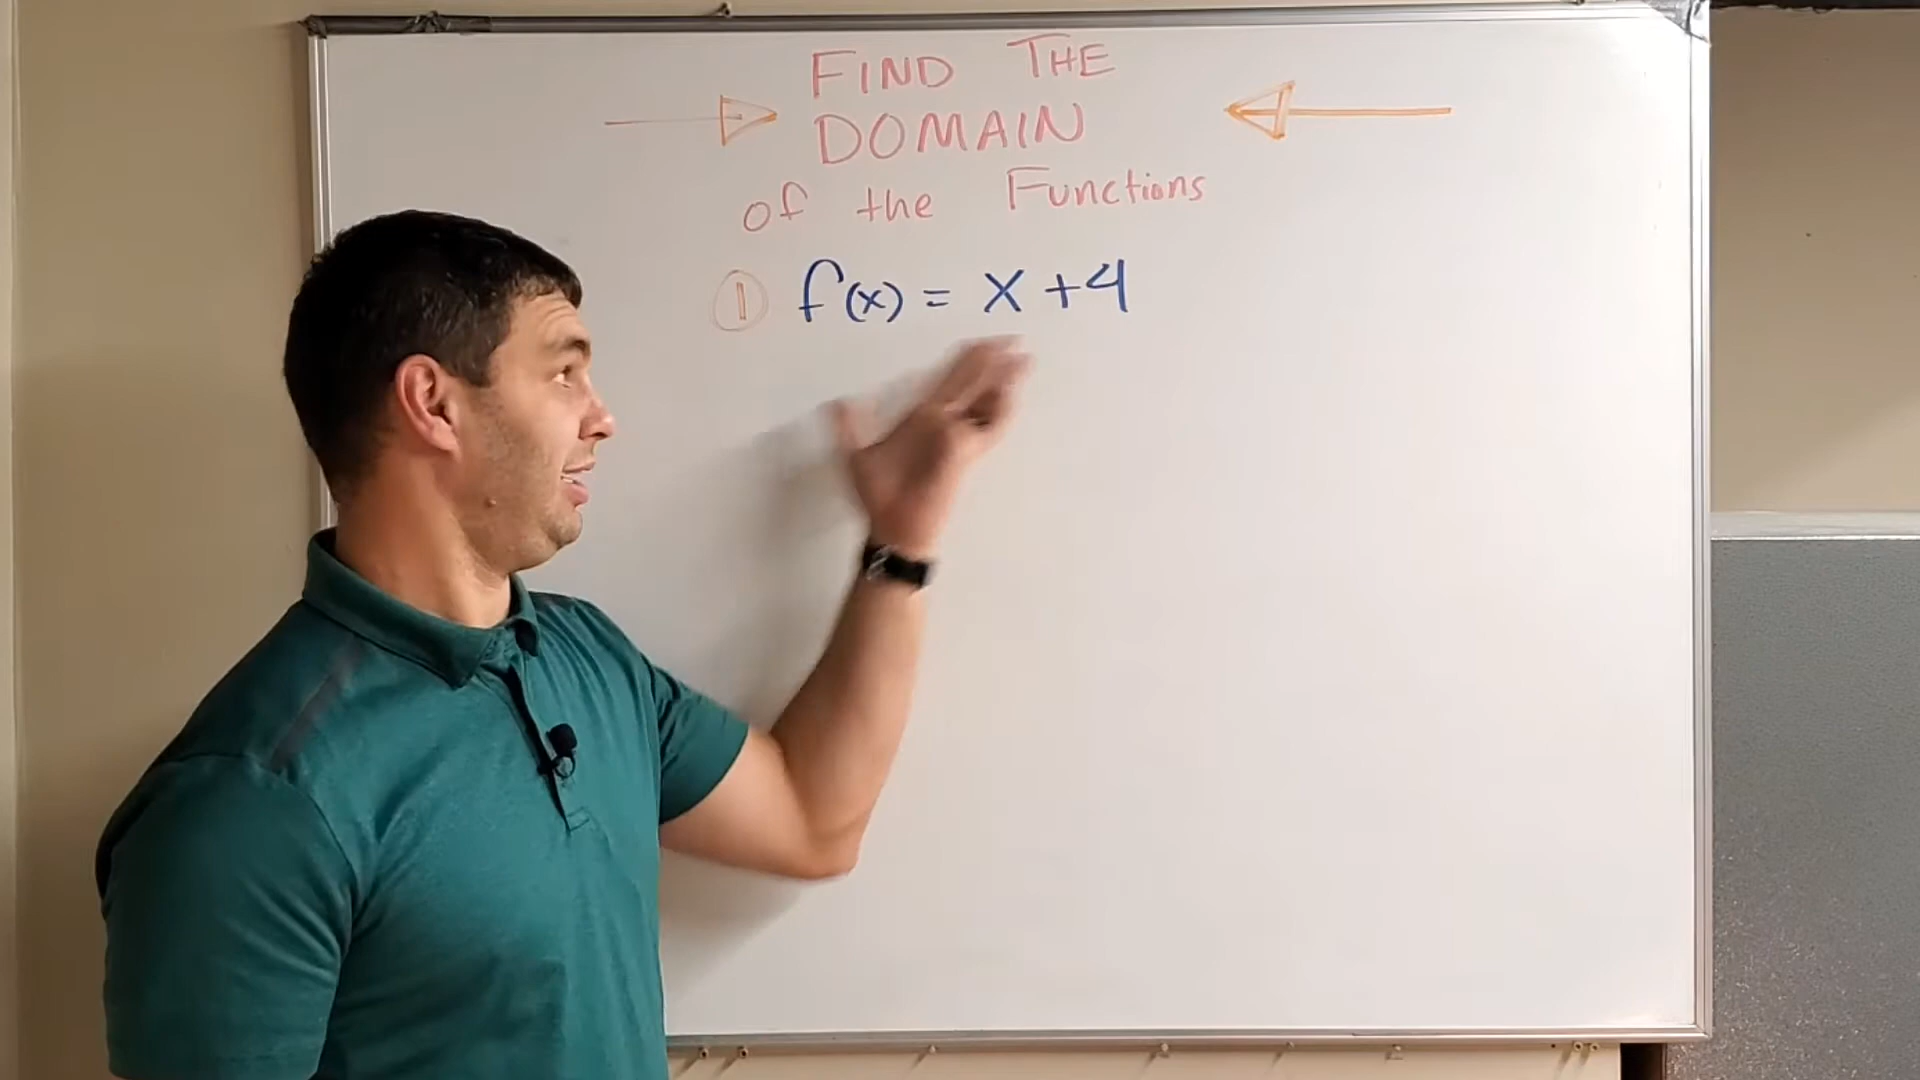 FIND THE
DOMAIN
of the Functions
① f(x) = x + 4